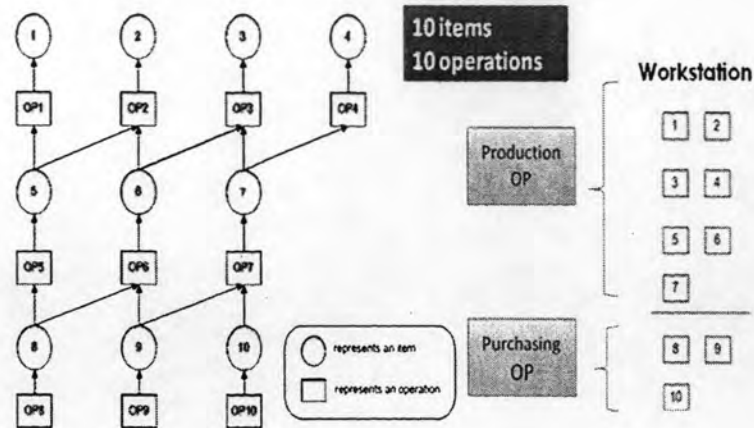 1 2 3 4
10 items
10 operations
Workstation
OP1 OP2 OP3 OP4
1 2
Production
OP
3 4
5 6 7
5 6
OP5 OP6 OP7
7
8 9 10
represents an item
Purchasing
OP
8 9
represents an operation
OP8 OP9 OP10
10